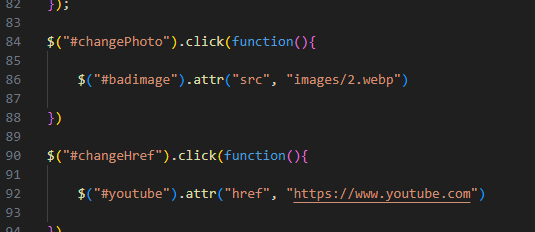 82 });
83
84 $("#changePhoto").click(function(){
85
86 $("#badimage").attr("src", "images/2.webp")
87
88 })
89
90 $("#changeHref").click(function(){
91
92 $("#youtube").attr("href", "https://www.youtube.com")
93
94 })